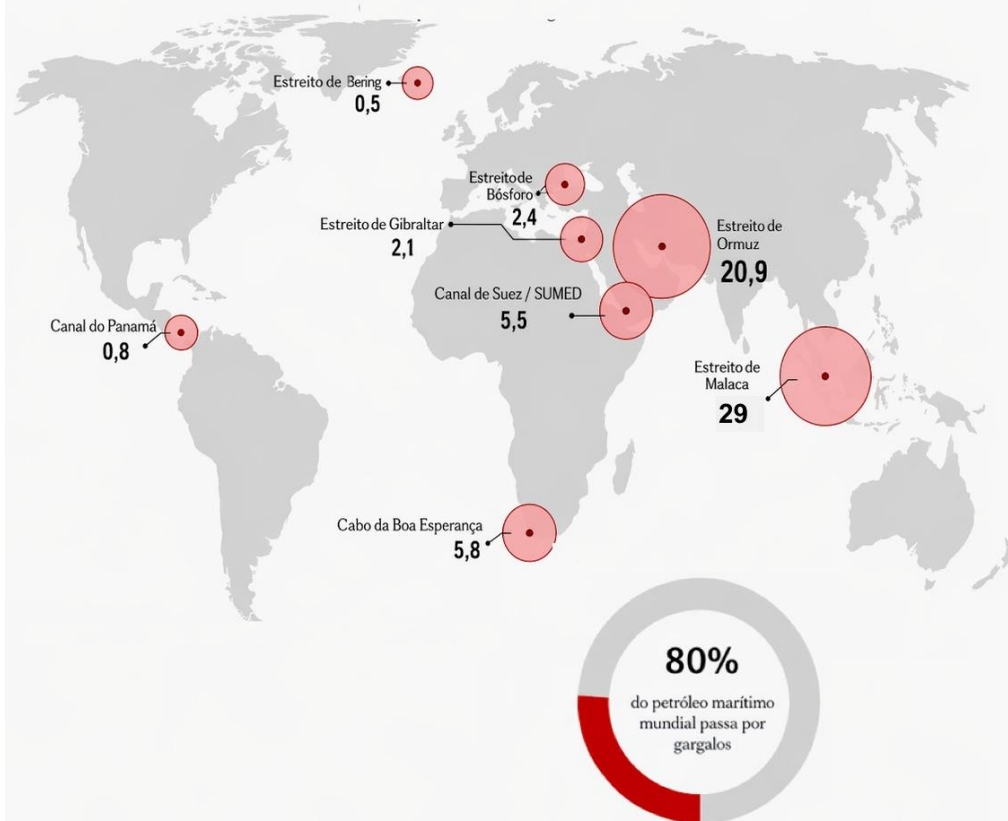 Estreito de Bering
0,5
Estreito de
Bósforo
2,4
Estreito de Gibraltar
2,1
Estreito de
Ormuz
20,9
Canal de Suez / SUMED
5,5
Canal do Panamá
0,8
Estreito de
Malaca
29
Cabo da Boa Esperança
5,8
80%
do petróleo marítimo
mundial passa por
gargalos